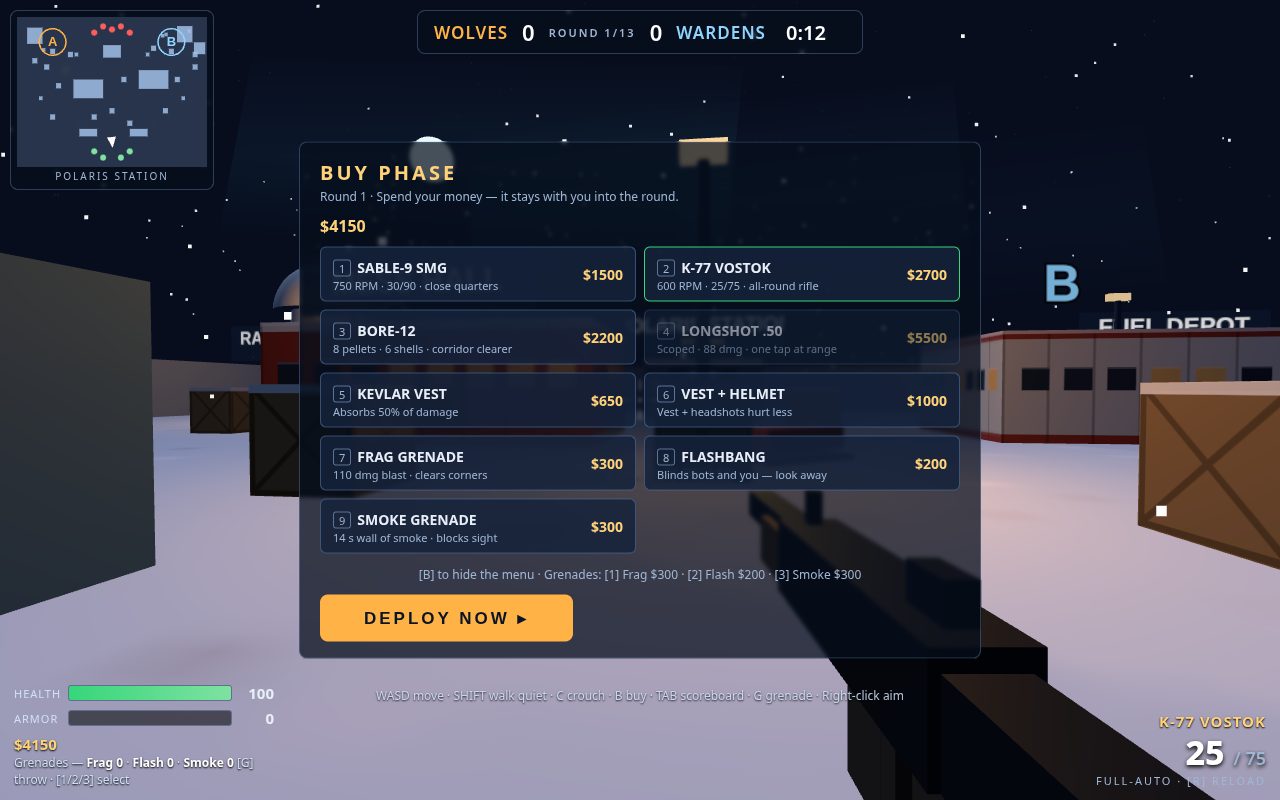 A
B
POLARIS STATION
WOLVES 0 ROUND 1/13 0 WARDENS 0:12
BUY PHASE
Round 1 · Spend your money — it stays with you into the round.
$4150
1 SABLE-9 SMG $1500
750 RPM · 30/90 · close quarters
2 K-77 VOSTOK $2700
600 RPM · 25/75 · all-round rifle
3 BORE-12 $2200
8 pellets · 6 shells · corridor clearer
4 LONGSHOT .50 $5500
Scoped · 88 dmg · one tap at range
5 KEVLAR VEST $650
Absorbs 50% of damage
6 VEST + HELMET $1000
Vest + headshots hurt less
7 FRAG GRENADE $300
110 dmg blast · clears corners
8 FLASHBANG $200
Blinds bots and you — look away
9 SMOKE GRENADE $300
14 s wall of smoke · blocks sight
[B] to hide the menu · Grenades: [1] Frag $300 · [2] Flash $200 · [3] Smoke $300
DEPLOY NOW ▸
B
FUEL DEPOT
WASD move · SHIFT walk quiet · C crouch · B buy · TAB scoreboard · G grenade · Right-click aim
HEALTH 100
ARMOR 0
$4150
Grenades — Frag 0 · Flash 0 · Smoke 0 [G]
throw · [1/2/3] select
K-77 VOSTOK
25 / 75
FULL-AUTO · [R] RELOAD